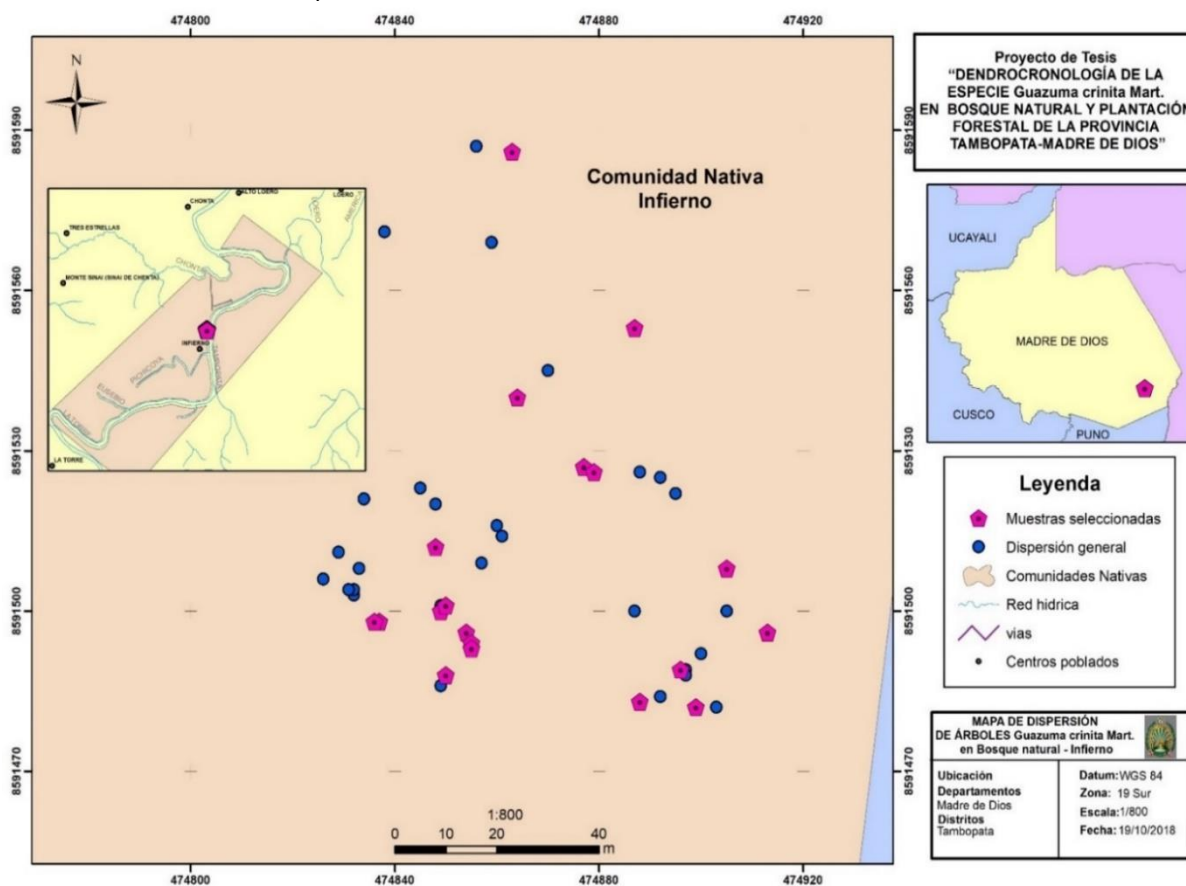 474800
474840
474880
474920
N
8591590
8591560
8591530
8591500
8591470
Comunidad Nativa
Infierno
ALTO LOERO
LOERO
CHONTA
TRES ESTRELLAS
CHONTA
MONTE SINAI (SINAI DE CHONTA)
INFIERNO
PICHICOYA
EUSEBIO
LA TORRE
LA TORRE
8591590
8591560
8591530
8591500
8591470
1:800
0 10 20 40
m
474800
474840
474880
474920
Proyecto de Tesis
“DENDROCRONOLOGÍA DE LA
ESPECIE Guazuma crinita Mart.
EN BOSQUE NATURAL Y PLANTACIÓN
FORESTAL DE LA PROVINCIA
TAMBOPATA-MADRE DE DIOS”
UCAYALI
MADRE DE DIOS
CUSCO
PUNO
Leyenda
Muestras seleccionadas
Dispersión general
Comunidades Nativas
Red hidrica
vias
Centros poblados
MAPA DE DISPERSIÓN
DE ÁRBOLES Guazuma crinita Mart.
en Bosque natural - Infierno
Ubicación
Departamentos
Madre de Dios
Distritos
Tambopata
Datum: WGS 84
Zona: 19 Sur
Escala: 1/800
Fecha: 19/10/2018